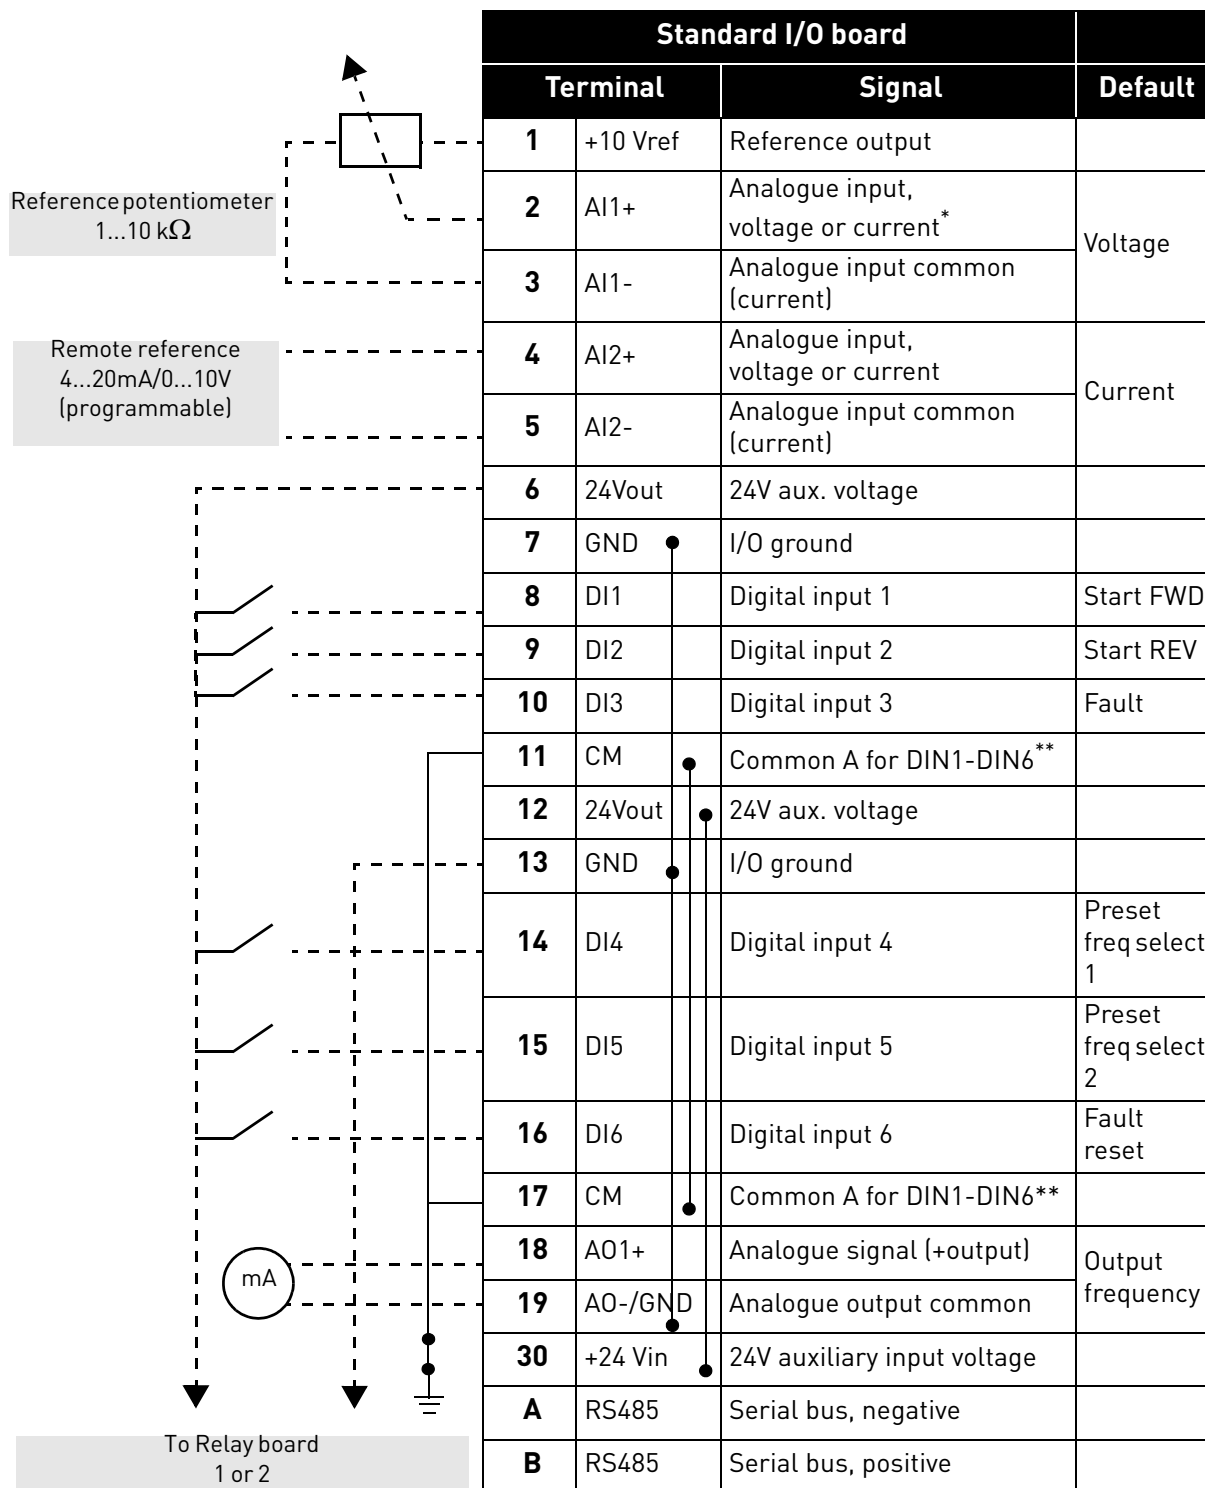 Standard I/O board
Terminal Signal Default
1 +10 Vref Reference output
Reference potentiometer
1...10 kΩ
2 AI1+ Analogue input,
voltage or current*
Voltage
3 AI1- Analogue input common
(current)
Remote reference
4...20mA/0...10V
(programmable)
4 AI2+ Analogue input,
voltage or current
Current
5 AI2- Analogue input common
(current)
6 24Vout 24V aux. voltage
7 GND I/O ground
8 DI1 Digital input 1 Start FWD
9 DI2 Digital input 2 Start REV
10 DI3 Digital input 3 Fault
11 CM Common A for DIN1-DIN6**
12 24Vout 24V aux. voltage
13 GND I/O ground
14 DI4 Digital input 4 Preset
freq select
1
15 DI5 Digital input 5 Preset
freq select
2
16 DI6 Digital input 6 Fault
reset
17 CM Common A for DIN1-DIN6**
mA
18 AO1+ Analogue signal (+output) Output
frequency
19 AO-/GND Analogue output common
30 +24 Vin 24V auxiliary input voltage
A RS485 Serial bus, negative
To Relay board
1 or 2
B RS485 Serial bus, positive